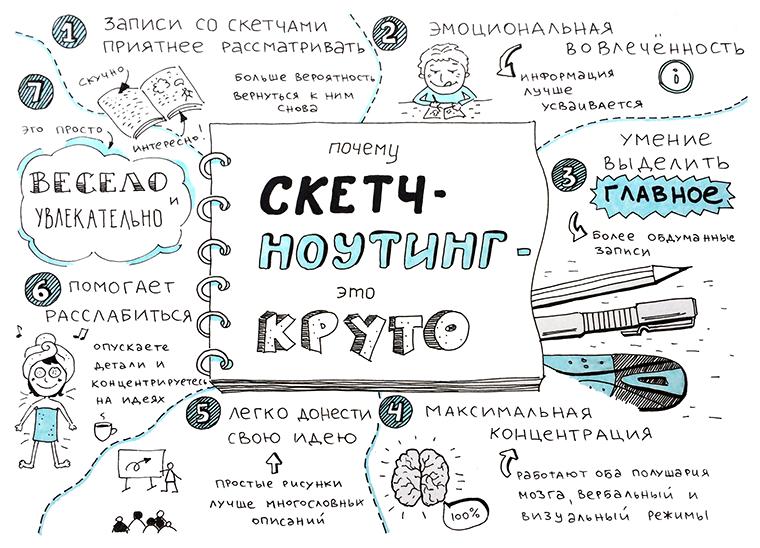 почему
СКЕТЧ-
НОУТИНГ-
это
КРУТО
1 Записи со скетчами
приятнее рассматривать
скучно
интересно!
Больше вероятность
вернуться к ним
снова
2 Эмоциональная
вовлечённость
информация
лучше
усваивается
i
3 Умение
выделить
главное
Более обдуманные
записи
4 Максимальная
концентрация
Работают оба полушария
мозга, вербальный и
визуальный режимы
100%
5 Легко донести
свою идею
Простые рисунки
лучше многословных
описаний
6 Помогает
расслабиться
опускаете
детали и
концентрируетесь
на идеях
7
это просто
Весело
и
увлекательно